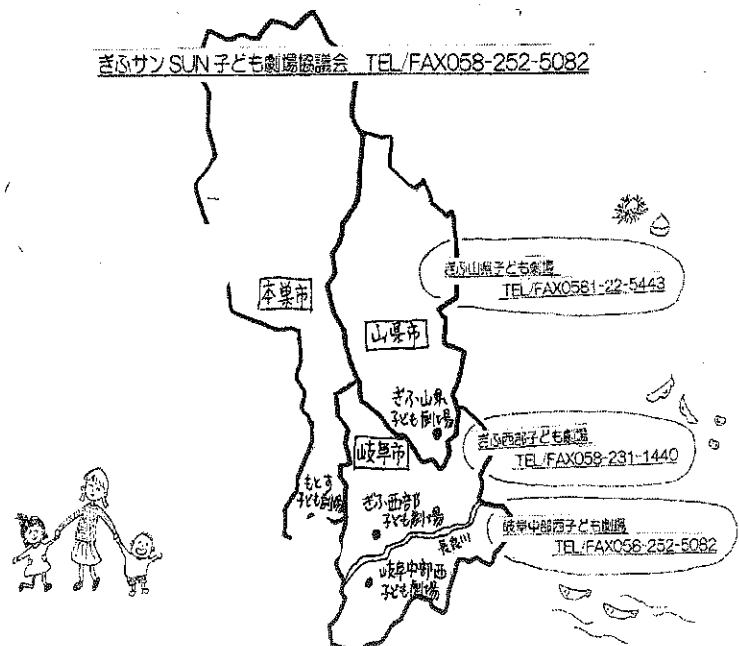 ぎふサンSUN子ども劇場協議会 TEL/FAX058-252-5082
ぎふ山県子ども劇場
TEL/FAX0581-22-5443
本巣市
山県市
ぎふ山県
子ども劇場
ぎふ西部子ども劇場
TEL/FAX058-231-1440
岐阜市
もとす
子ども劇場
ぎふ西部
子ども劇場
岐阜中部西子ども劇場
TEL/FAX058-252-5082
長良川
岐阜中部西
子ども劇場